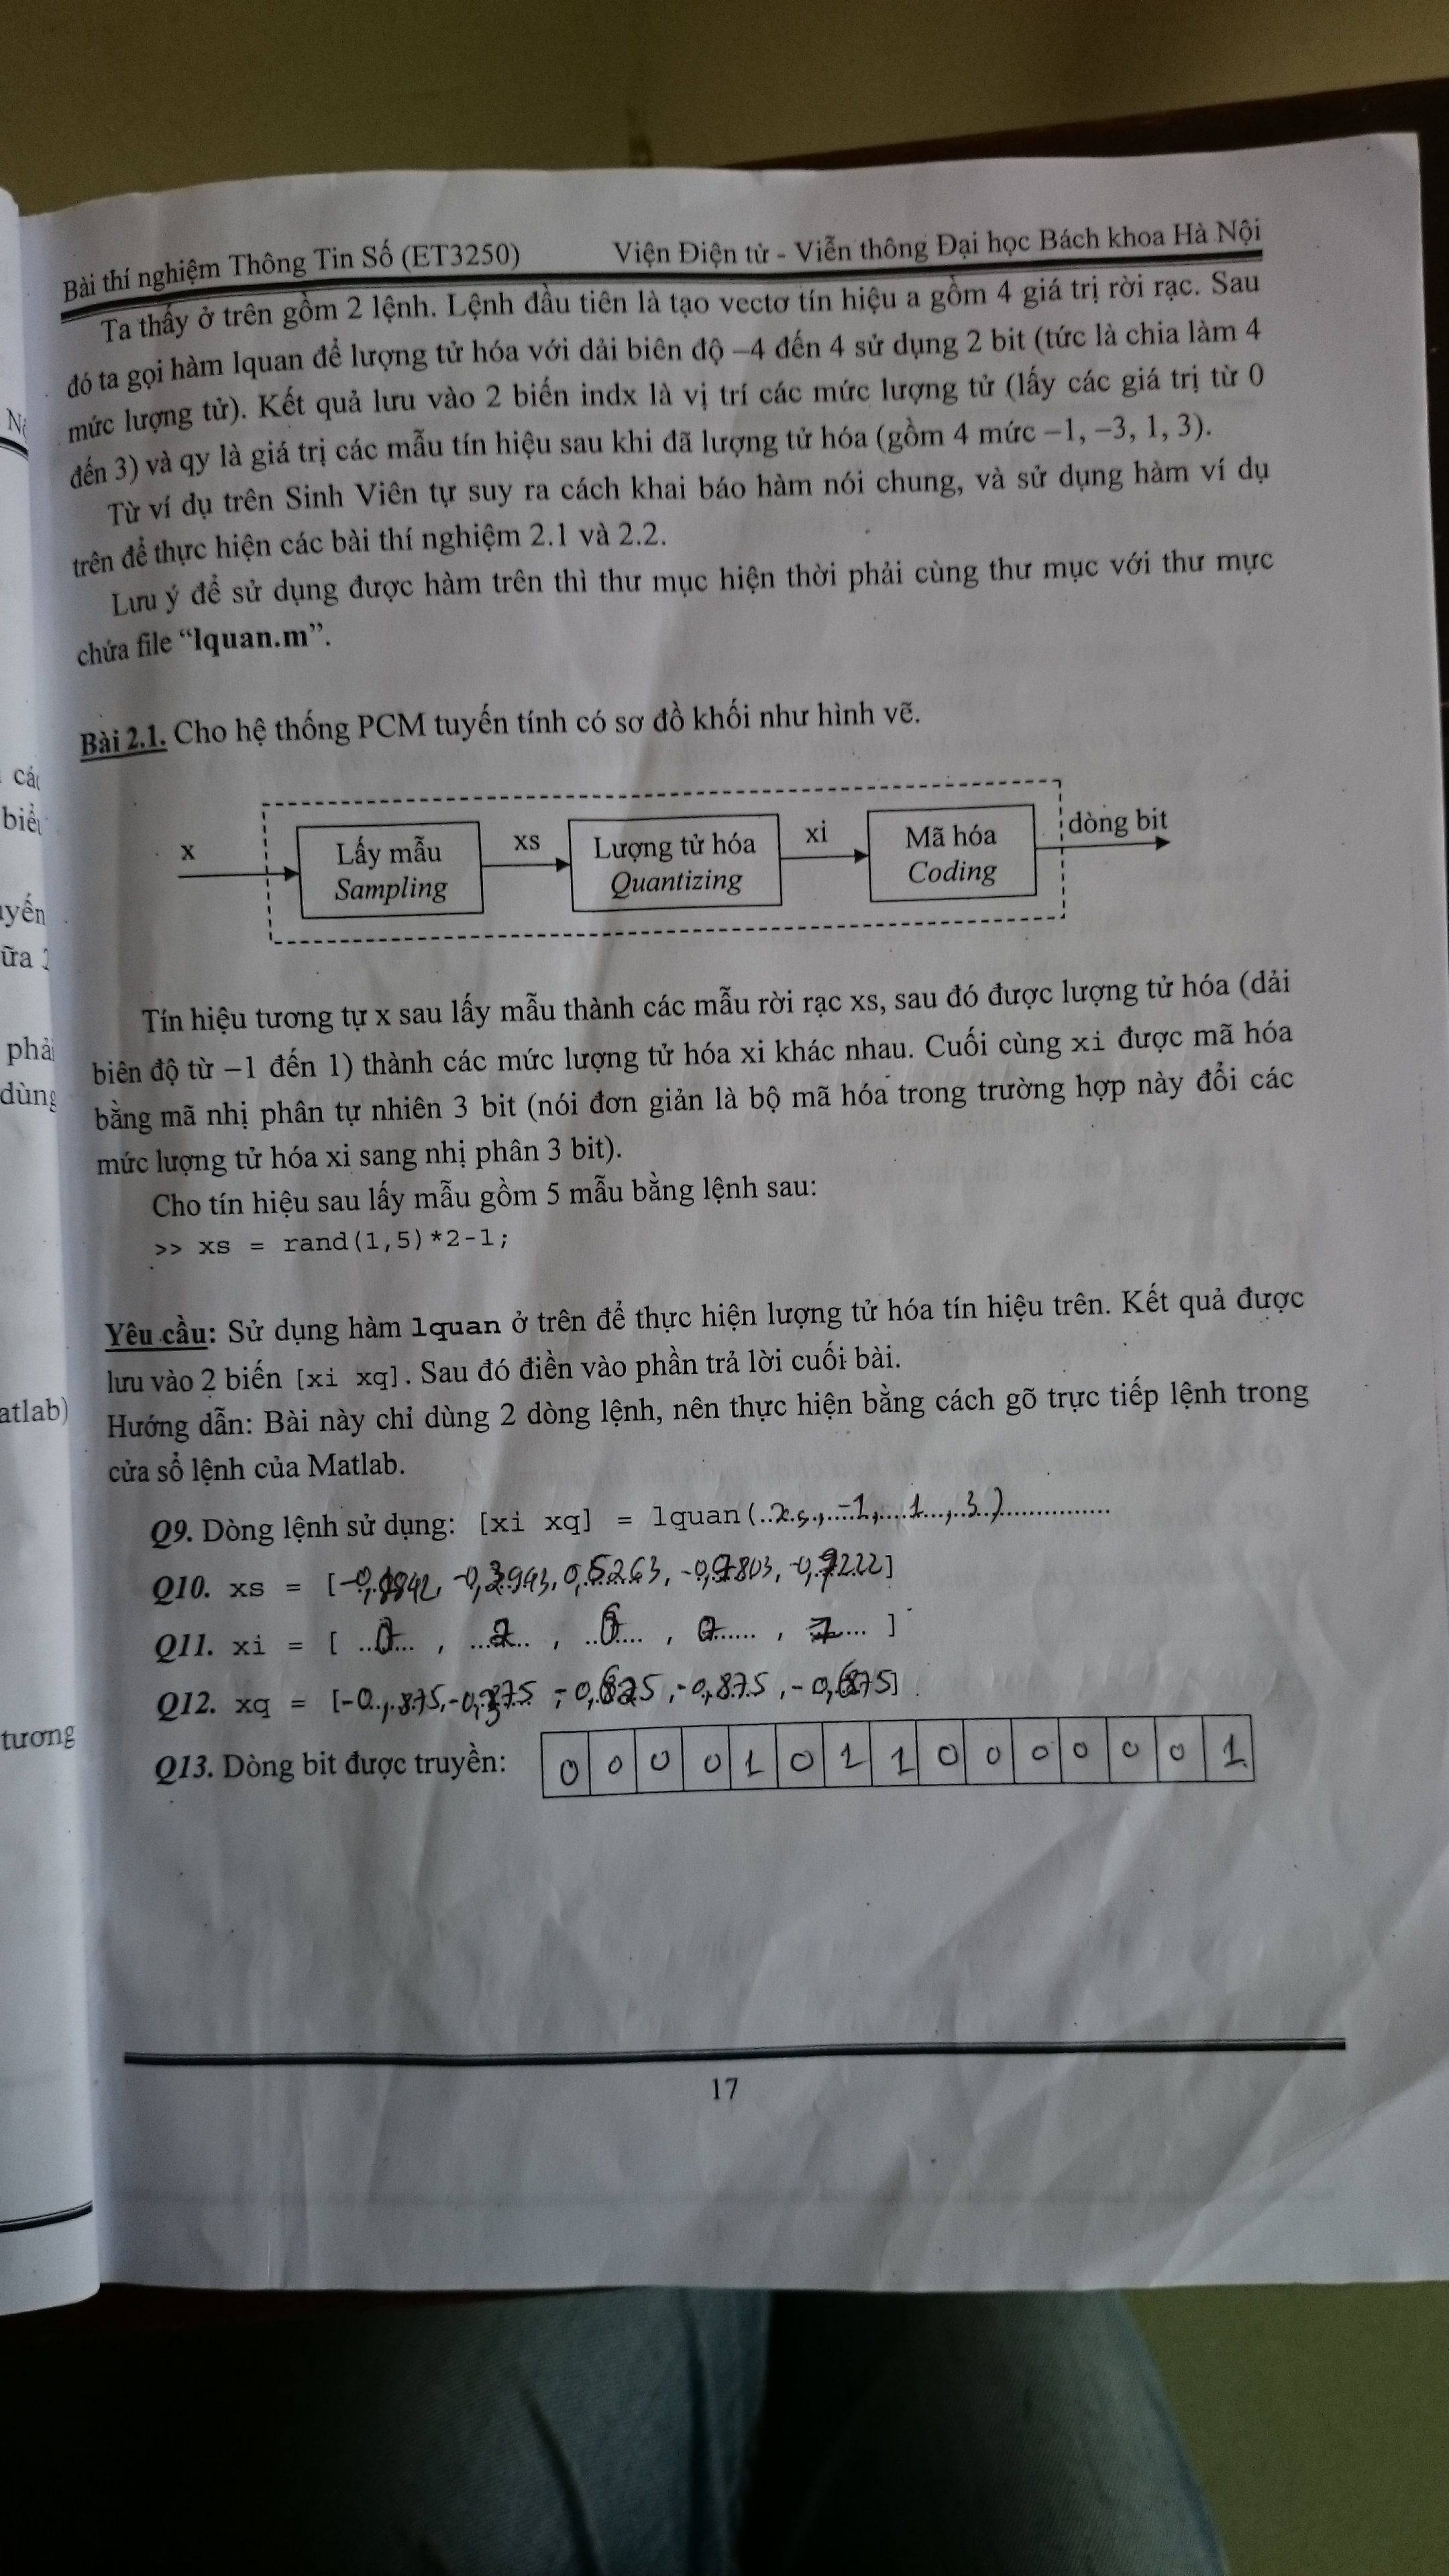 Bài thí nghiệm Thông Tin Số (ET3250) Viện Điện tử - Viễn thông Đại học Bách khoa Hà Nội
Ta thấy ở trên gồm 2 lệnh. Lệnh đầu tiên là tạo vectơ tín hiệu a gồm 4 giá trị rời rạc. Sau
đó ta gọi hàm lquan để lượng tử hóa với dải biên độ –4 đến 4 sử dụng 2 bit (tức là chia làm 4
mức lượng tử). Kết quả lưu vào 2 biến indx là vị trí các mức lượng tử (lấy các giá trị từ 0
đến 3) và qy là giá trị các mẫu tín hiệu sau khi đã lượng tử hóa (gồm 4 mức –1, –3, 1, 3).
Từ ví dụ trên Sinh Viên tự suy ra cách khai báo hàm nói chung, và sử dụng hàm ví dụ
trên để thực hiện các bài thí nghiệm 2.1 và 2.2.
Lưu ý để sử dụng được hàm trên thì thư mục hiện thời phải cùng thư mục với thư mực
chứa file “lquan.m”.
Bài 2.1. Cho hệ thống PCM tuyến tính có sơ đồ khối như hình vẽ.
x
Lấy mẫu
Sampling
xs
Lượng tử hóa
Quantizing
xi
Mã hóa
Coding
dòng bit
Tín hiệu tương tự x sau lấy mẫu thành các mẫu rời rạc xs, sau đó được lượng tử hóa (dải
biên độ từ –1 đến 1) thành các mức lượng tử hóa xi khác nhau. Cuối cùng xi được mã hóa
bằng mã nhị phân tự nhiên 3 bit (nói đơn giản là bộ mã hóa trong trường hợp này đổi các
mức lượng tử hóa xi sang nhị phân 3 bit).
Cho tín hiệu sau lấy mẫu gồm 5 mẫu bằng lệnh sau:
>> xs = rand(1,5)*2-1;
Yêu cầu: Sử dụng hàm lquan ở trên để thực hiện lượng tử hóa tín hiệu trên. Kết quả được
lưu vào 2 biến [xi xq]. Sau đó điền vào phần trả lời cuối bài.
Hướng dẫn: Bài này chỉ dùng 2 dòng lệnh, nên thực hiện bằng cách gõ trực tiếp lệnh trong
cửa sổ lệnh của Matlab.
Q9. Dòng lệnh sử dụng: [xi xq] = lquan(xs, -1, 1, 3)
Q10. xs = [ ]
Q11. xi = [ , , , , ]
Q12. xq = [-0,875, -0,875, ]
Q13. Dòng bit được truyền: 0 0 0 0 1 0 1 1 0 0 0 0 0 0 1
17
các
phải
dùng
atlab)
tương